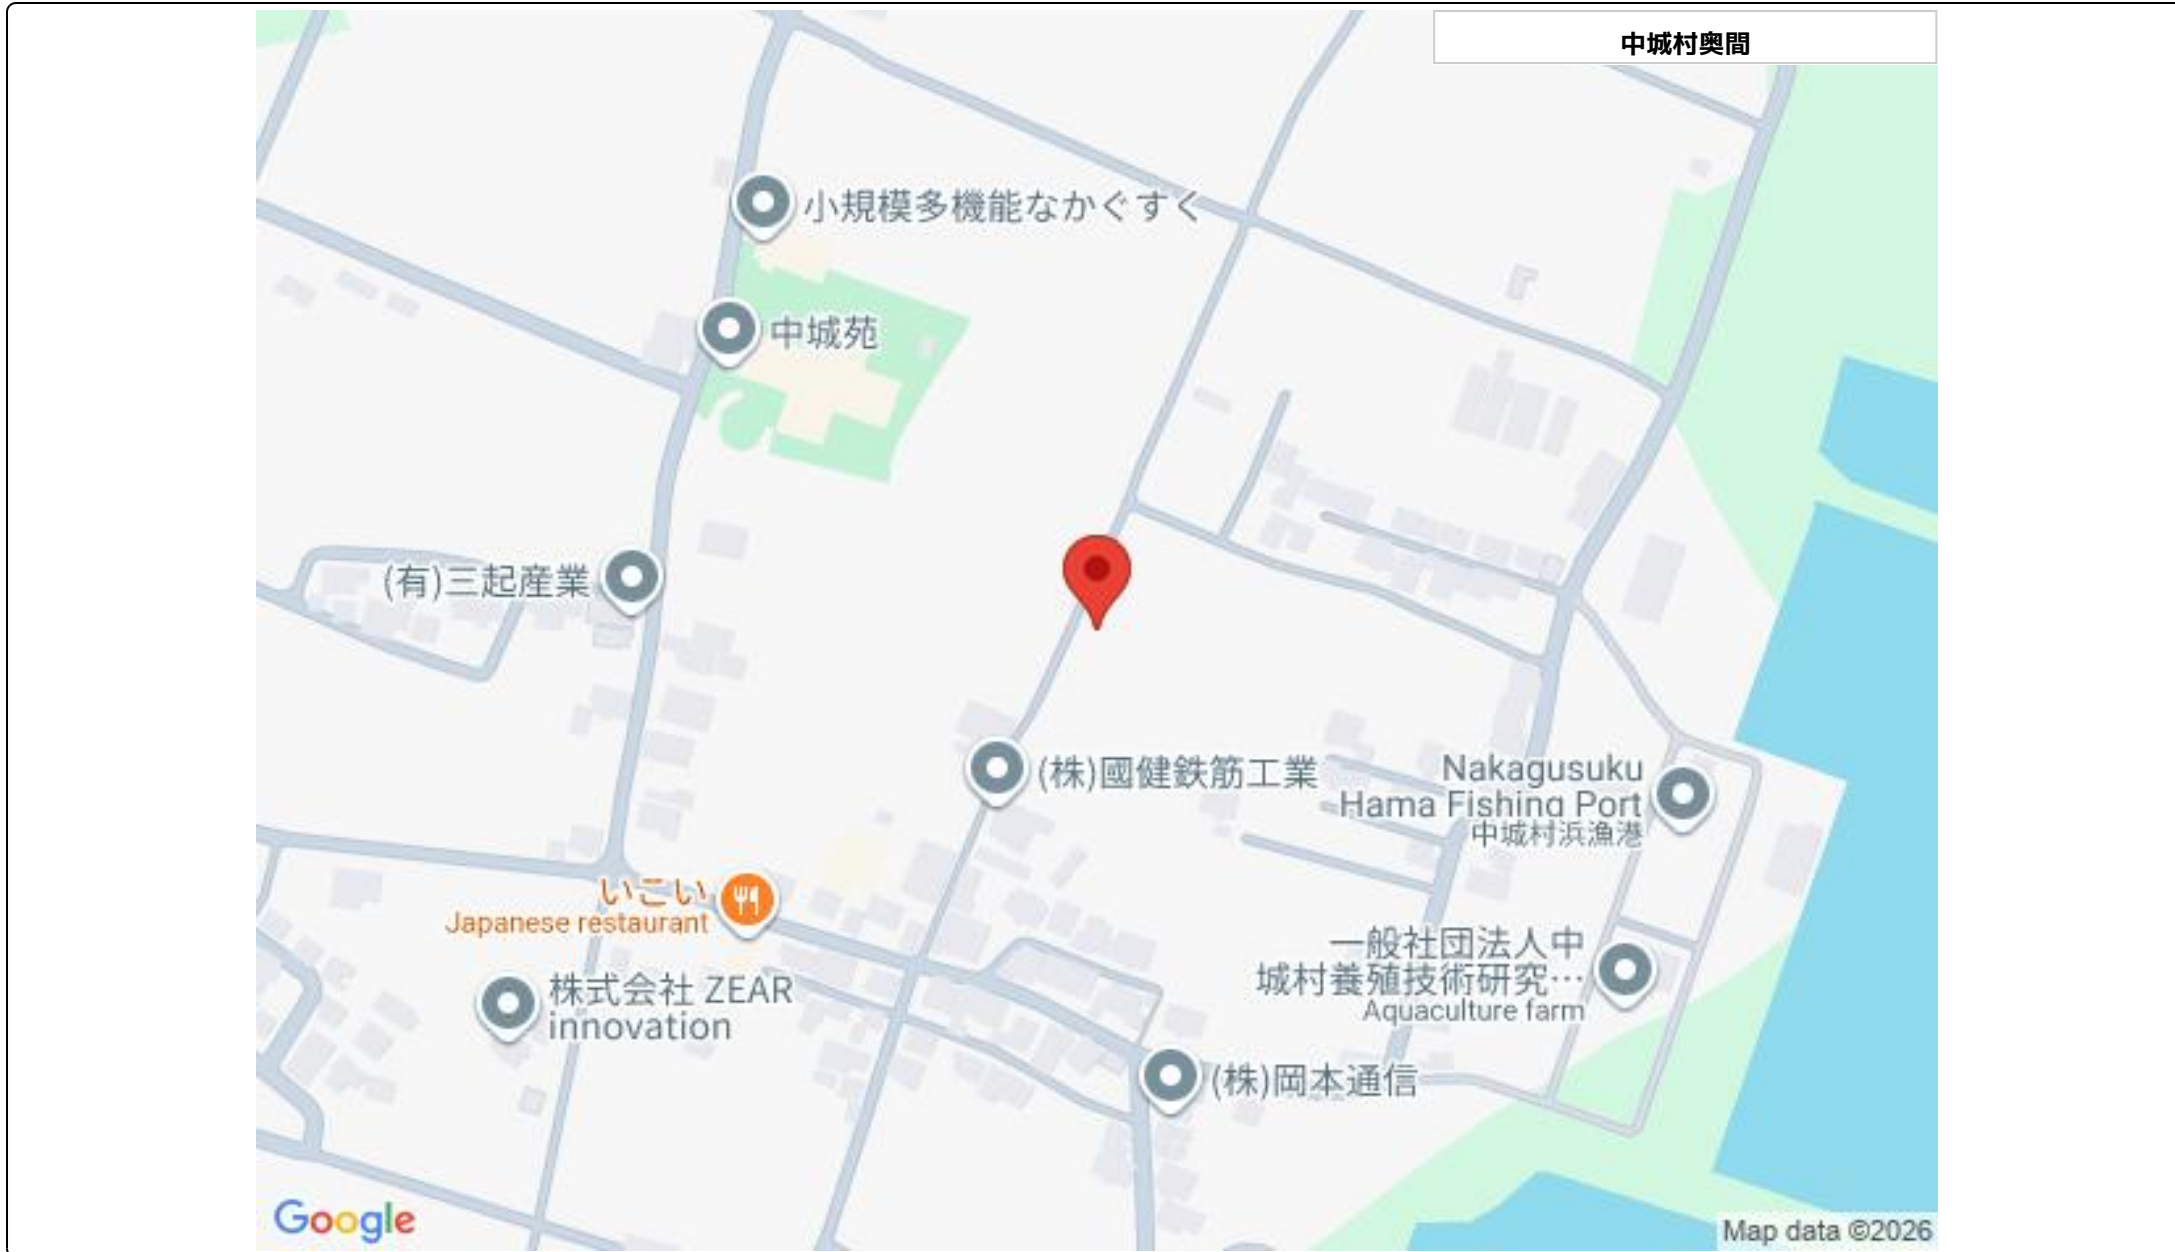 中城村奥間
小規模多機能なかぐすく
中城苑
(有)三起産業
(株)國健鉄筋工業
Nakagusuku
Hama Fishing Port
中城村浜漁港
いこい
Japanese restaurant
一般社団法人中
城村養殖技術研究…
Aquaculture farm
株式会社 ZEAR
innovation
(株)岡本通信
Google
Map data ©2026